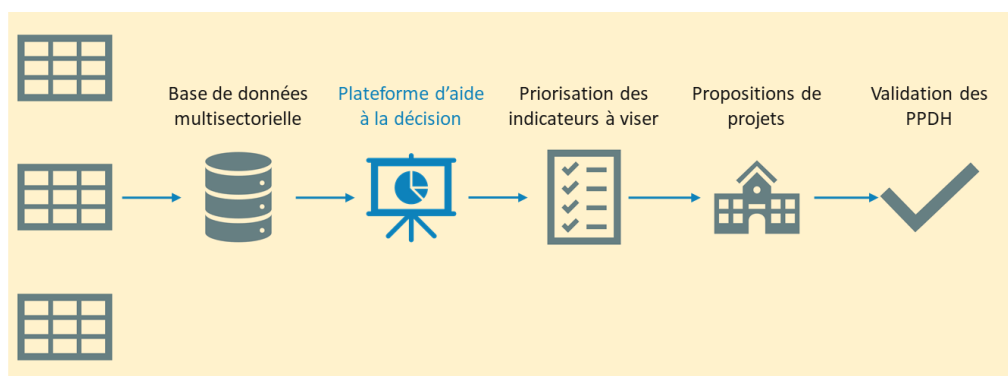 Base de données
multisectorielle
Plateforme d’aide
à la décision
Priorisation des
indicateurs à viser
Propositions de
projets
Validation des
PPDH